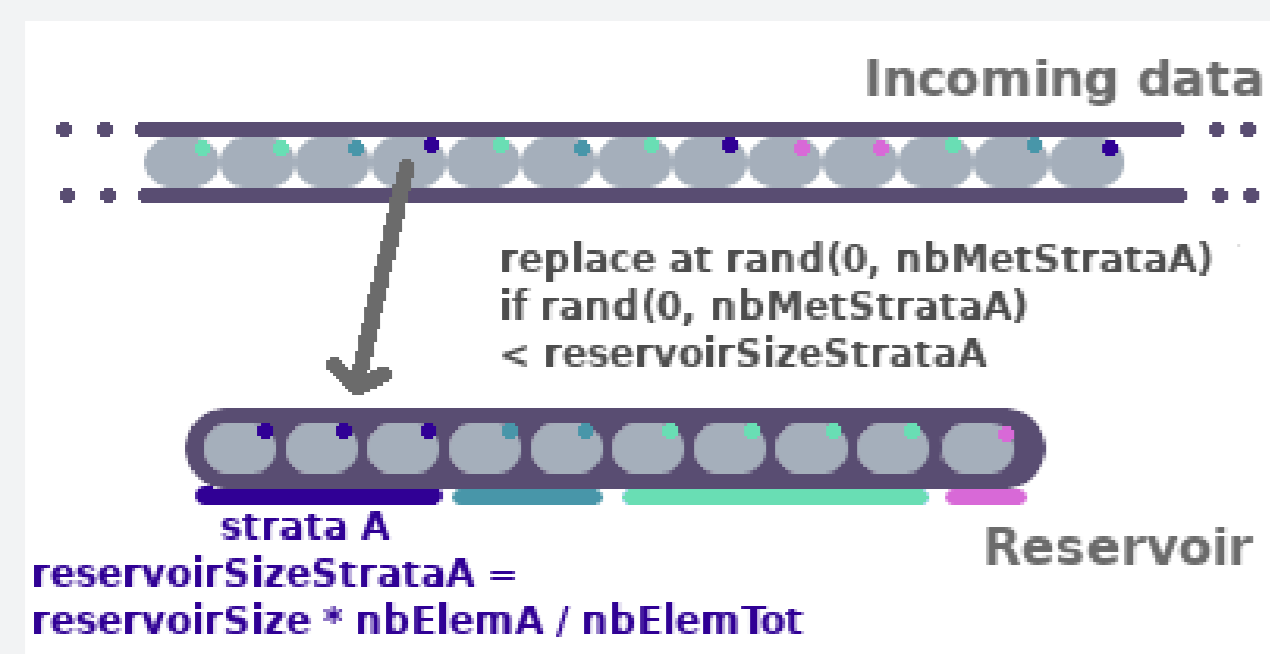 Incoming data
replace at rand(0, nbMetStrataA)
if rand(0, nbMetStrataA)
< reservoirSizeStrataA
strata A
Reservoir
reservoirSizeStrataA =
reservoirSize * nbElemA / nbElemTot